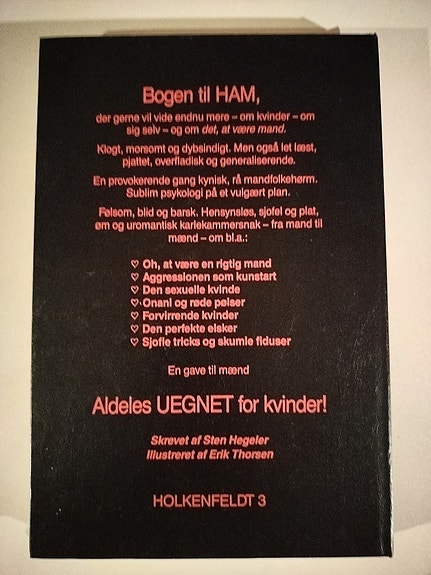 Bogen til HAM,
der gerne vil vide endnu mere – om kvinder – om
sig selv – og om det, at være mand.
Klogt, morsomt og dybsindigt. Men også let læst,
pjattet, overfladisk og generaliserende.
En provokerende gang kynisk, rå mandfolkehørm.
Sublim psykologi på et vulgært plan.
Følsom, blid og barsk. Hensynsløs, sjofel og plat,
øm og uromantisk karlekammersnak – fra mand til
mænd – om bl.a.:
♡ Oh, at være en rigtig mand
♡ Aggressionen som kunstart
♡ Den sexuelle kvinde
♡ Onani og røde pølser
♡ Forvirrende kvinder
♡ Den perfekte elsker
♡ Sjofle tricks og skumle fiduser
En gave til mænd
Aldeles UEGNET for kvinder!
Skrevet af Sten Hegeler
Illustreret af Erik Thorsen
HOLKENFELDT 3